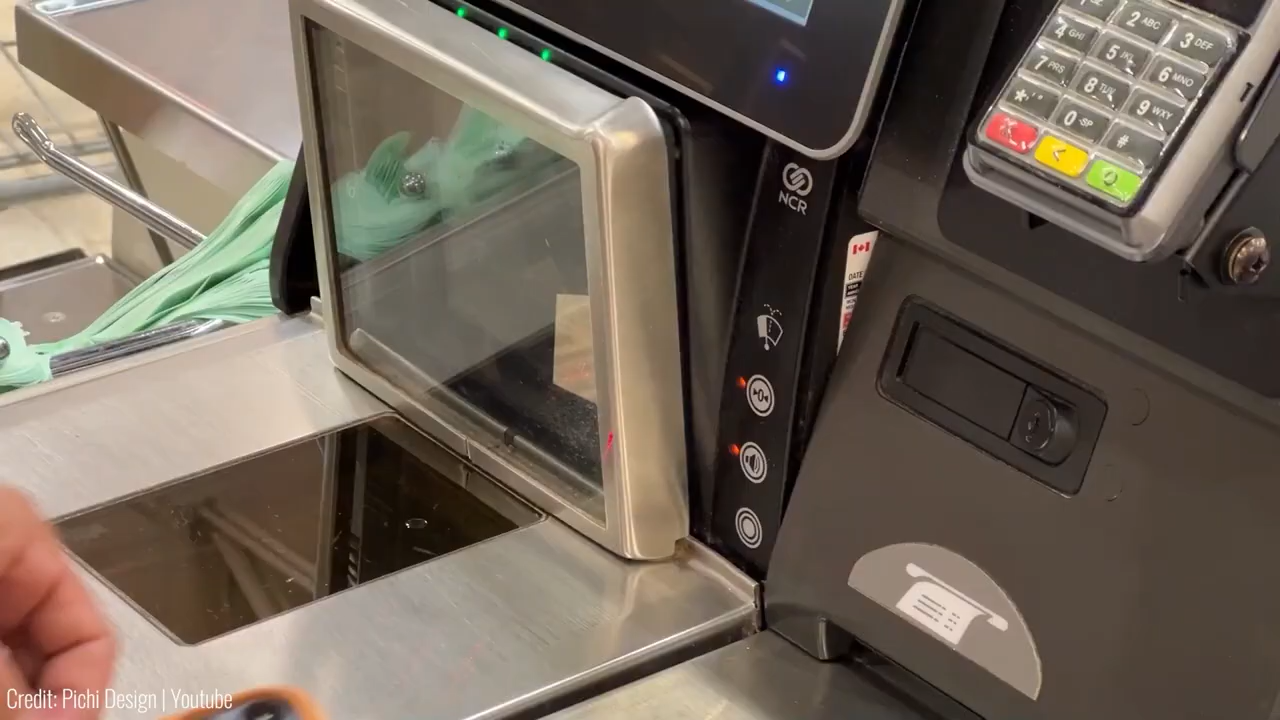 2 ABC
3 DEF
4 GHI
5 JKL
6 MNO
7 PRS
8 TUV
9 WXY
*
0 -SP
#
<
O
NCR
DATE
>0<
Credit: Pichi Design | Youtube